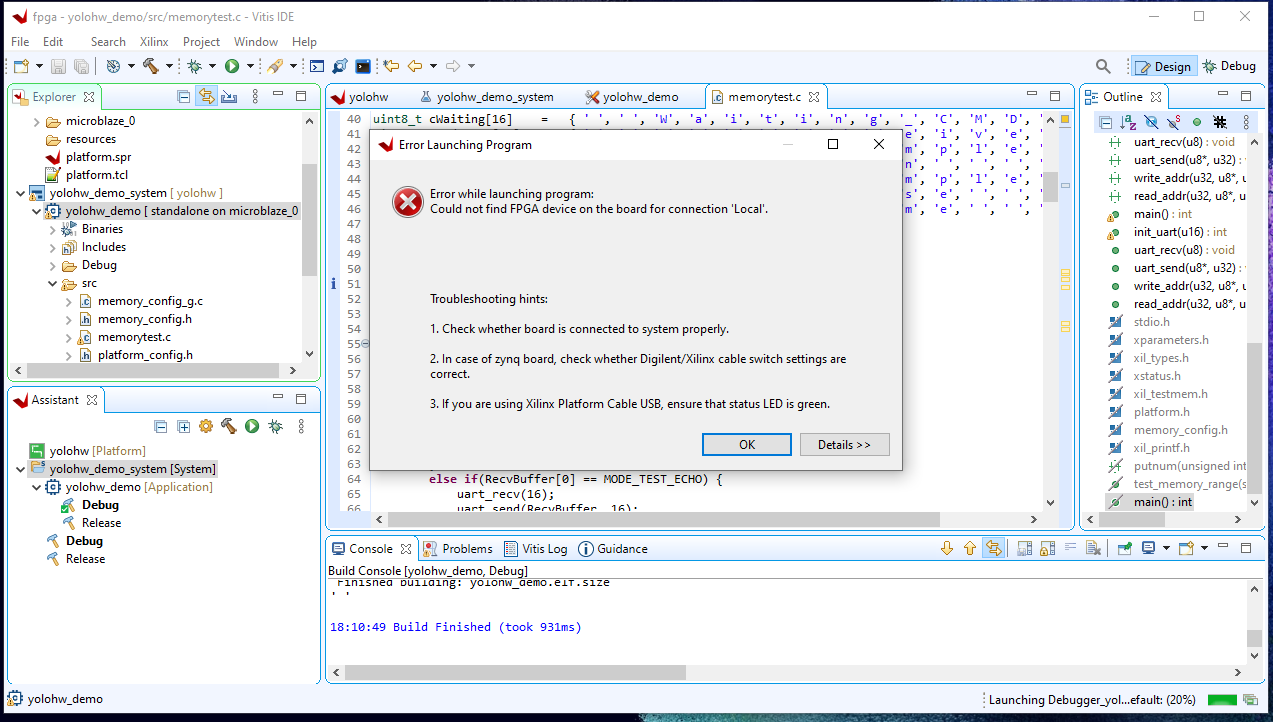 fpga - yolohw_demo/src/memorytest.c - Vitis IDE
File Edit Search Xilinx Project Window Help
Design Debug
Explorer
microblaze_0
resources
platform.spr
platform.tcl
yolohw_demo_system [ yolohw ]
yolohw_demo [ standalone on microblaze_0
Binaries
Includes
Debug
src
memory_config_g.c
memory_config.h
memorytest.c
platform_config.h
Assistant
yolohw [Platform]
yolohw_demo_system [System]
yolohw_demo [Application]
Debug
Release
Debug
Release
yolohw yolohw_demo_system yolohw_demo memorytest.c
40 uint8_t cWaiting[16] = { ' ', ' ', 'W', 'a', 'i', 't', 'i', 'n', 'g', '_', 'C', 'M', 'D', '
41 e', 'i', 'v', 'e', '
42 m', 'p', 'l', 'e', '
43 n', ' ', ' ', ' ', '
44 m', 'p', 'l', 'e', '
45 s', 'e', ' ', ' ', '
46 m', 'e', ' ', ' ', '
47
48
49
50
51
52
53
54
55
56
57
58
59
60
61
62
63
64 else if(RecvBuffer[0] == MODE_TEST_ECHO) {
65 uart_recv(16);
66 uart_send(RecvBuffer, 16);
Error Launching Program
Error while launching program:
Could not find FPGA device on the board for connection 'Local'.
Troubleshooting hints:
1. Check whether board is connected to system properly.
2. In case of zynq board, check whether Digilent/Xilinx cable switch settings are
correct.
3. If you are using Xilinx Platform Cable USB, ensure that status LED is green.
OK Details >>
Outline
uart_recv(u8) : void
uart_send(u8*, u32) :
write_addr(u32, u8*, u
read_addr(u32, u8*, u
main() : int
init_uart(u16) : int
uart_recv(u8) : void
uart_send(u8*, u32) :
write_addr(u32, u8*, u
read_addr(u32, u8*, u
stdio.h
xparameters.h
xil_types.h
xstatus.h
xil_testmem.h
platform.h
memory_config.h
xil_printf.h
putnum(unsigned int
test_memory_range(s
main() : int
Console Problems Vitis Log Guidance
Build Console [yolohw_demo, Debug]
'Finished building: yolohw_demo.elf.size'
' '
18:10:49 Build Finished (took 931ms)
yolohw_demo
Launching Debugger_yol...efault: (20%)